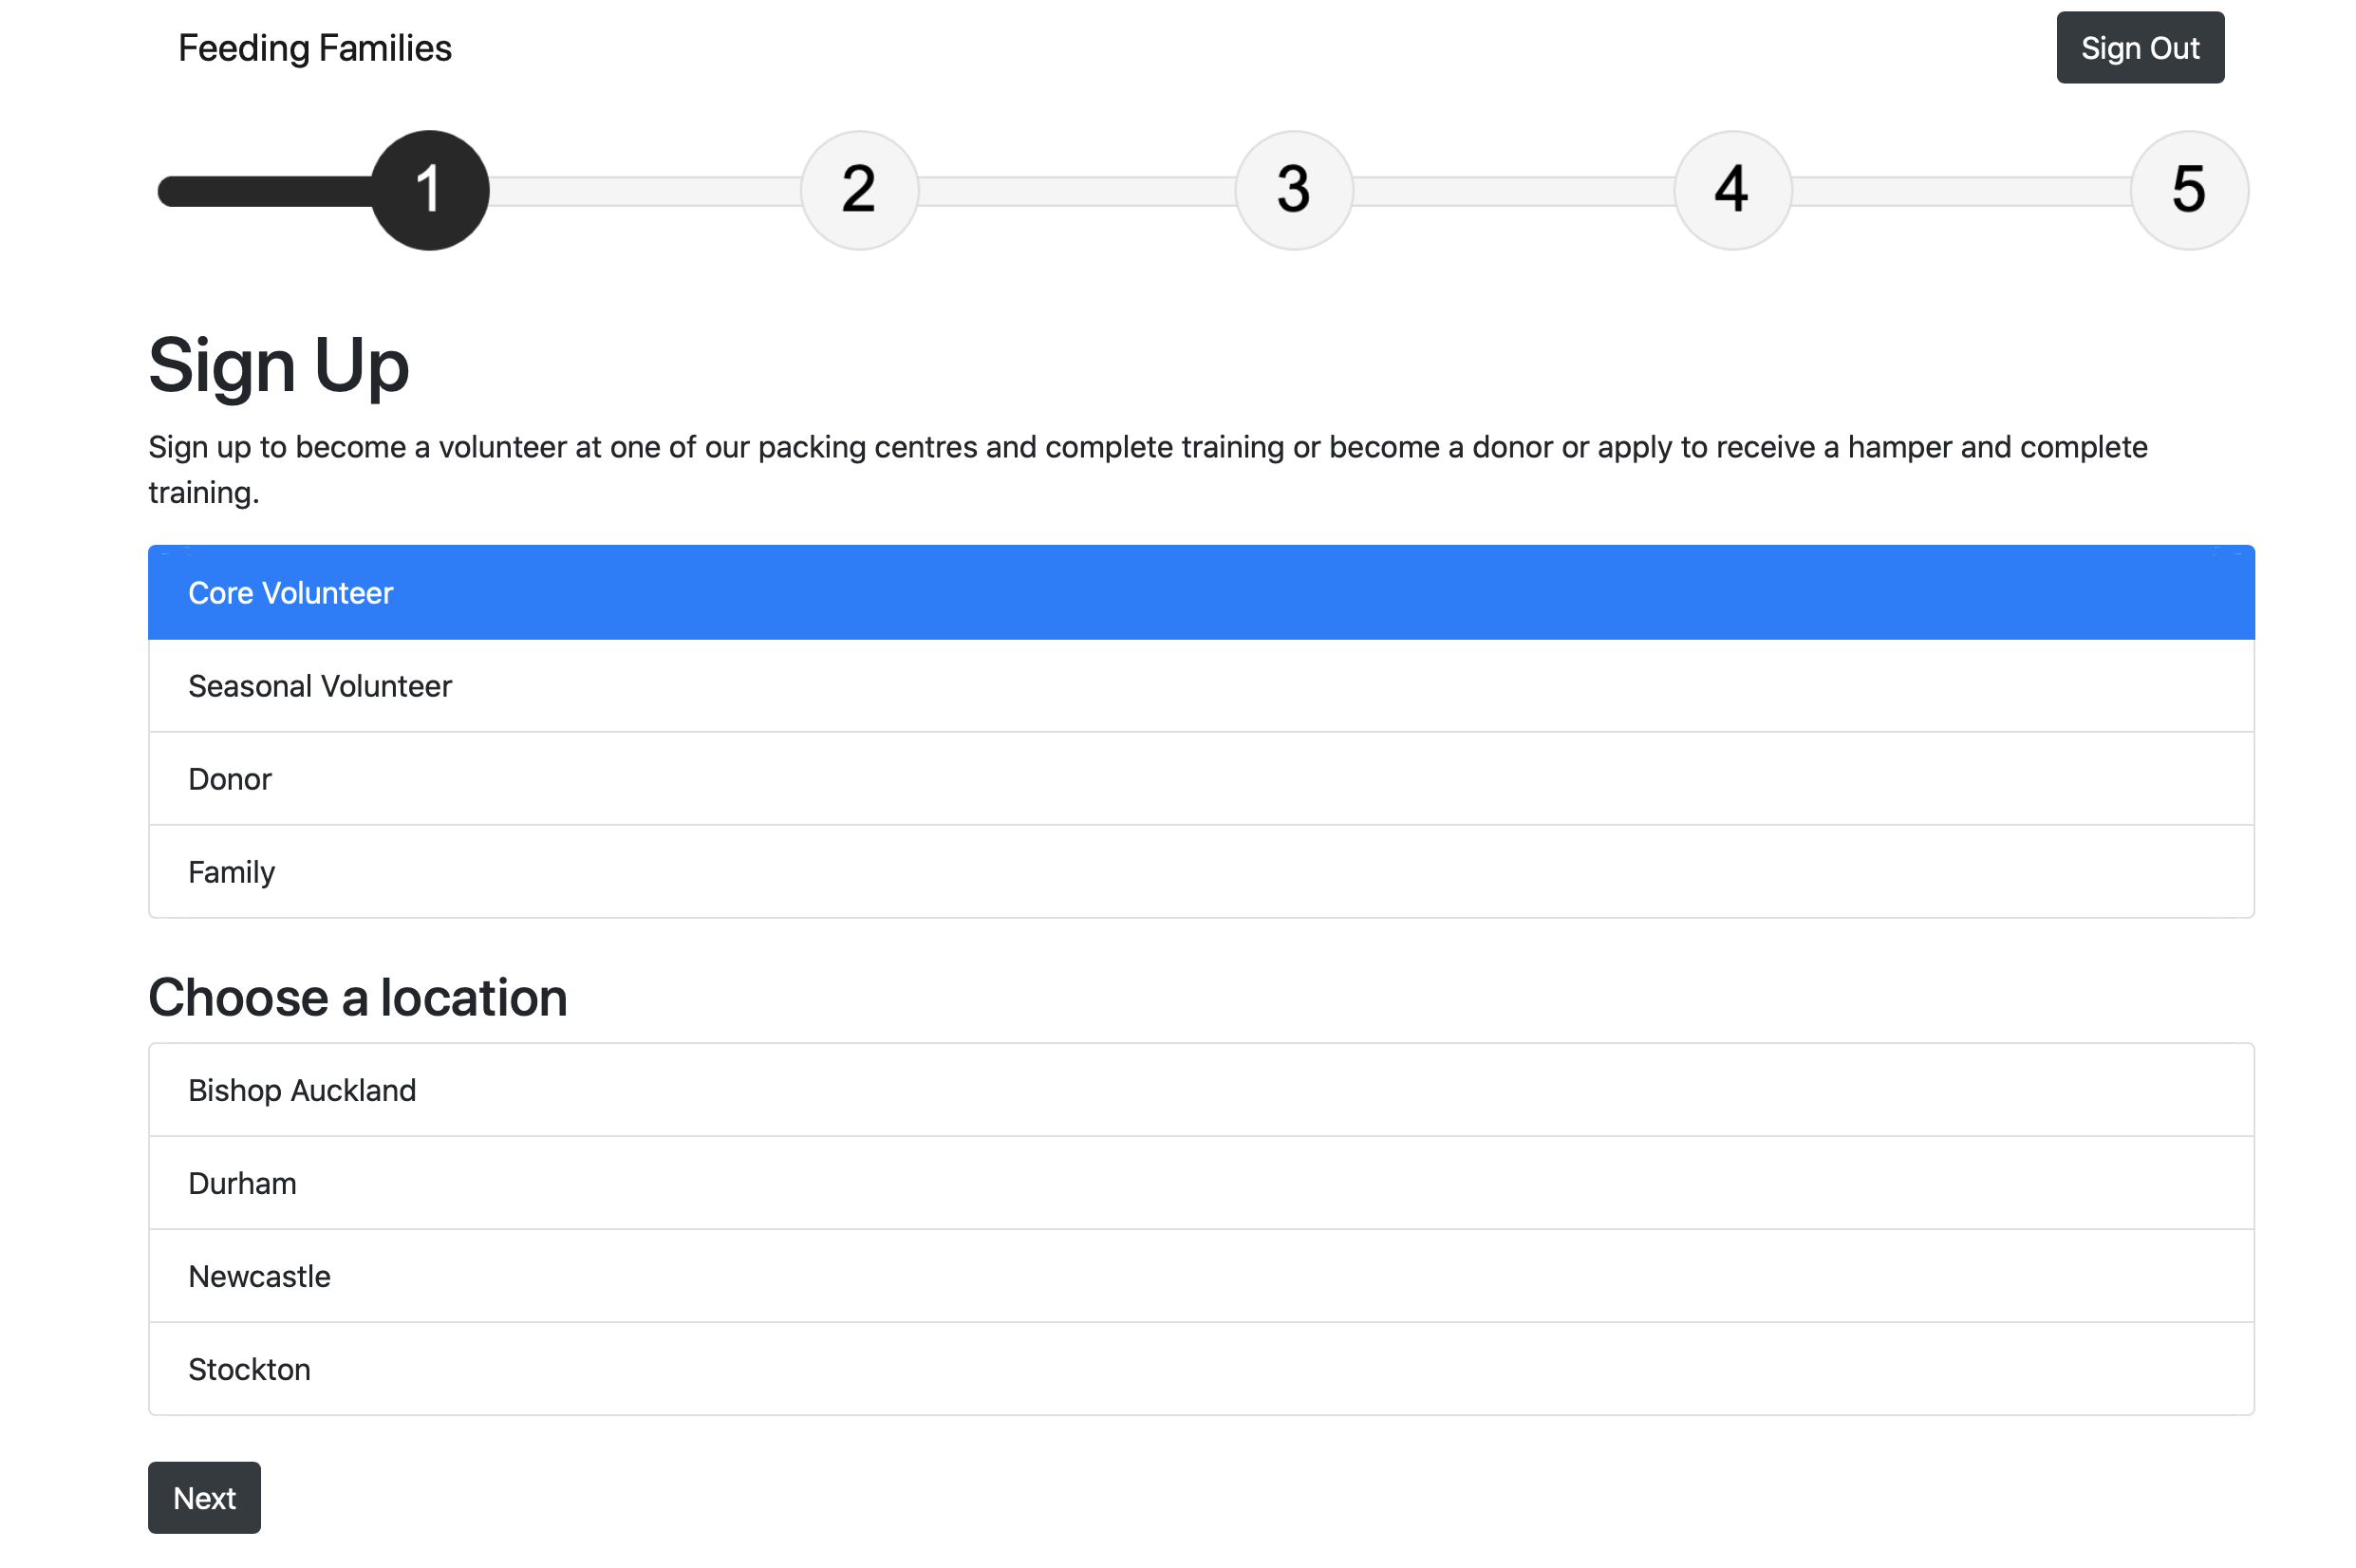 Feeding Families
Sign Out
1
2
3
4
5
Sign Up
Sign up to become a volunteer at one of our packing centres and complete training or become a donor or apply to receive a hamper and complete
training.
Core Volunteer
Seasonal Volunteer
Donor
Family
Choose a location
Bishop Auckland
Durham
Newcastle
Stockton
Next